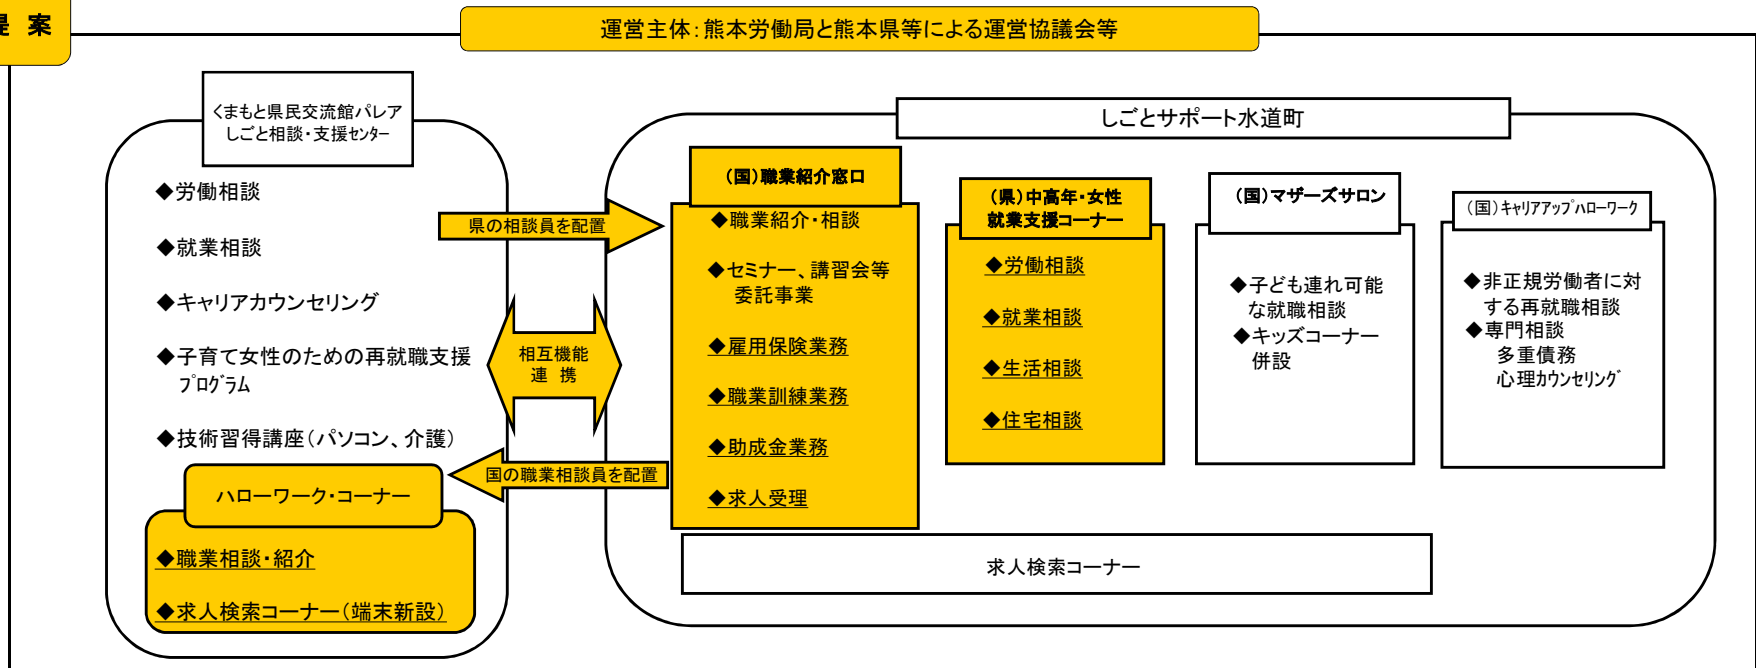 提 案
運営主体：熊本労働局と熊本県等による運営協議会等
くまもと県民交流館パレア
しごと相談・支援センター
◆労働相談
◆就業相談
◆キャリアカウンセリング
◆子育て女性のための再就職支援
プログラム
◆技術習得講座（パソコン、介護）
ハローワーク・コーナー
◆職業相談・紹介
◆求人検索コーナー（端末新設）
県の相談員を配置
相互機能
連 携
国の職業相談員を配置
しごとサポート水道町
（国）職業紹介窓口
◆職業紹介・相談
◆セミナー、講習会等
委託事業
◆雇用保険業務
◆職業訓練業務
◆助成金業務
◆求人受理
（県）中高年・女性
就業支援コーナー
◆労働相談
◆就業相談
◆生活相談
◆住宅相談
（国）マザーズサロン
◆子ども連れ可能
な就職相談
◆キッズコーナー
併設
（国）キャリアアップハローワーク
◆非正規労働者に対
する再就職相談
◆専門相談
多重債務
心理カウンセリング
求人検索コーナー